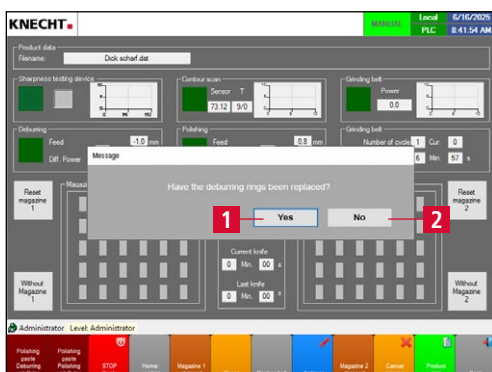 KNECHT
MANUAL
Local
6/16/2025
PLC
8:41:54 AM
Product data
Filename:
Dick scharf.dat
Sharpness testing device
Contour scan
Sensor T
73.12 9/0
Grinding belt
Power
0.0
Deburring
Feed -1.0 mm
Diff. Power
Polishing
Feed 0.8 mm
Grinding belt
Number of cycle 1 Cur. 0
6 Min. 57 s
Message
Have the deburring rings been replaced?
1 Yes
No 2
Reset
magazine
1
Reset
magazine
2
Current knife
0 Min. 00 s
Last knife
0 Min. 00 s
Without
Magazine
1
Without
Magazine
2
Administrator Level: Administrator
Polishing
paste
Deburring
Polishing
paste
Polishing
STOP
Home
Magazine 1
Magazine 2
Cancel
Product